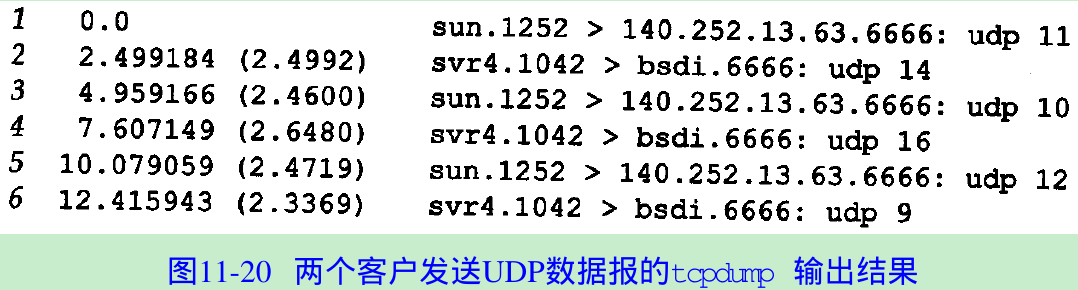 1 0.0 sun.1252 > 140.252.13.63.6666: udp 11
2 2.499184 (2.4992) svr4.1042 > bsdi.6666: udp 14
3 4.959166 (2.4600) sun.1252 > 140.252.13.63.6666: udp 10
4 7.607149 (2.6480) svr4.1042 > bsdi.6666: udp 16
5 10.079059 (2.4719) sun.1252 > 140.252.13.63.6666: udp 12
6 12.415943 (2.3369) svr4.1042 > bsdi.6666: udp 9
图11-20 两个客户发送UDP数据报的tcpdump 输出结果